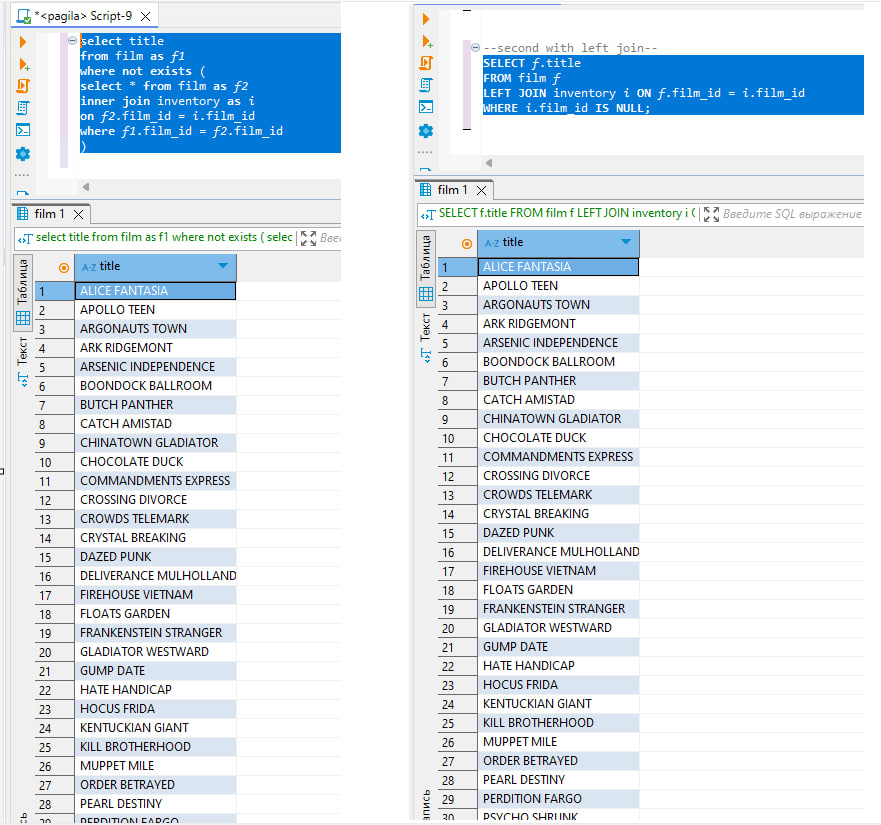 *<pagila> Script-9
select title
from film as f1
where not exists (
select * from film as f2
inner join inventory as i
on f2.film_id = i.film_id
where f1.film_id = f2.film_id
)
film 1
select title from film as f1 where not exists ( selec
Введ
Таблица
Текст
A-Z title
1 ALICE FANTASIA
2 APOLLO TEEN
3 ARGONAUTS TOWN
4 ARK RIDGEMONT
5 ARSENIC INDEPENDENCE
6 BOONDOCK BALLROOM
7 BUTCH PANTHER
8 CATCH AMISTAD
9 CHINATOWN GLADIATOR
10 CHOCOLATE DUCK
11 COMMANDMENTS EXPRESS
12 CROSSING DIVORCE
13 CROWDS TELEMARK
14 CRYSTAL BREAKING
15 DAZED PUNK
16 DELIVERANCE MULHOLLAND
17 FIREHOUSE VIETNAM
18 FLOATS GARDEN
19 FRANKENSTEIN STRANGER
20 GLADIATOR WESTWARD
21 GUMP DATE
22 HATE HANDICAP
23 HOCUS FRIDA
24 KENTUCKIAN GIANT
25 KILL BROTHERHOOD
26 MUPPET MILE
27 ORDER BETRAYED
28 PEARL DESTINY
29 PERDITION FARGO
--second with left join--
SELECT f.title
FROM film f
LEFT JOIN inventory i ON f.film_id = i.film_id
WHERE i.film_id IS NULL;
film 1
SELECT f.title FROM film f LEFT JOIN inventory i (
Введите SQL выражение
Таблица
Текст
A-Z title
1 ALICE FANTASIA
2 APOLLO TEEN
3 ARGONAUTS TOWN
4 ARK RIDGEMONT
5 ARSENIC INDEPENDENCE
6 BOONDOCK BALLROOM
7 BUTCH PANTHER
8 CATCH AMISTAD
9 CHINATOWN GLADIATOR
10 CHOCOLATE DUCK
11 COMMANDMENTS EXPRESS
12 CROSSING DIVORCE
13 CROWDS TELEMARK
14 CRYSTAL BREAKING
15 DAZED PUNK
16 DELIVERANCE MULHOLLAND
17 FIREHOUSE VIETNAM
18 FLOATS GARDEN
19 FRANKENSTEIN STRANGER
20 GLADIATOR WESTWARD
21 GUMP DATE
22 HATE HANDICAP
23 HOCUS FRIDA
24 KENTUCKIAN GIANT
25 KILL BROTHERHOOD
26 MUPPET MILE
27 ORDER BETRAYED
28 PEARL DESTINY
29 PERDITION FARGO
30 PSYCHO SHRUNK
апись